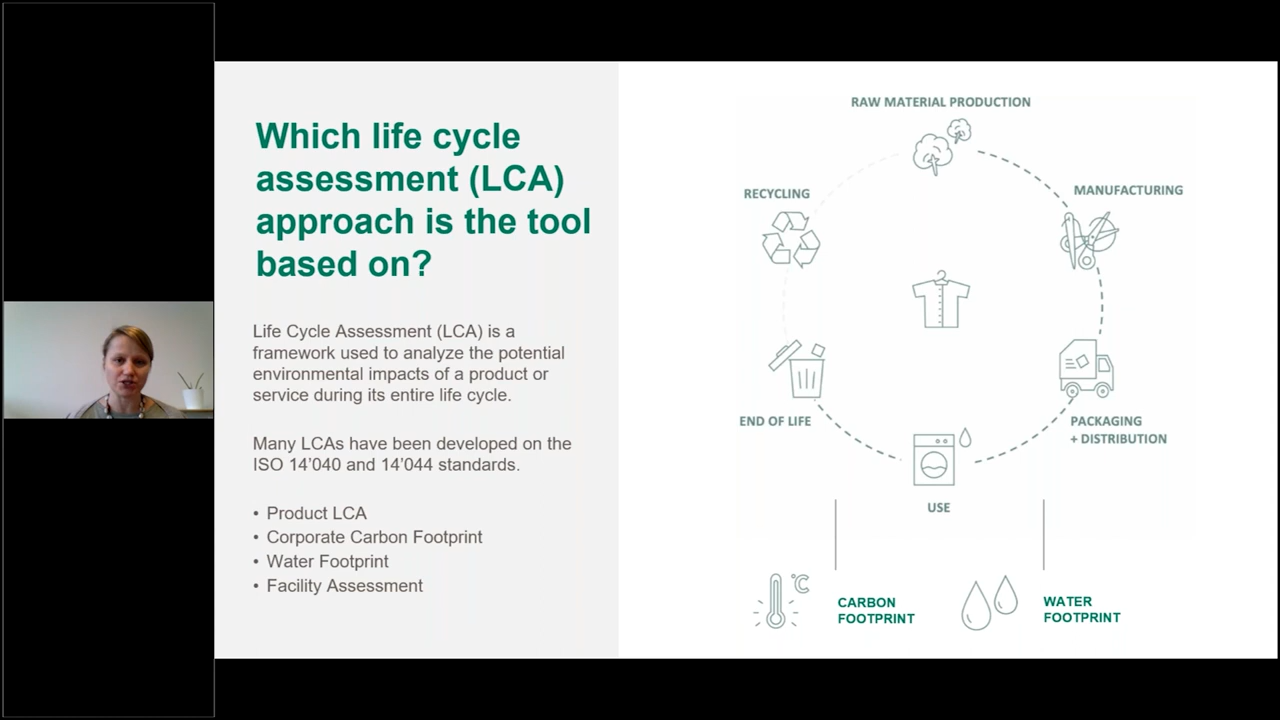 Which life cycle
assessment (LCA)
approach is the tool
based on?
Life Cycle Assessment (LCA) is a
framework used to analyze the potential
environmental impacts of a product or
service during its entire life cycle.
Many LCAs have been developed on the
ISO 14’040 and 14’044 standards.
• Product LCA
• Corporate Carbon Footprint
• Water Footprint
• Facility Assessment
RAW MATERIAL PRODUCTION
RECYCLING
MANUFACTURING
END OF LIFE
PACKAGING
+ DISTRIBUTION
USE
°C
CARBON
FOOTPRINT
WATER
FOOTPRINT